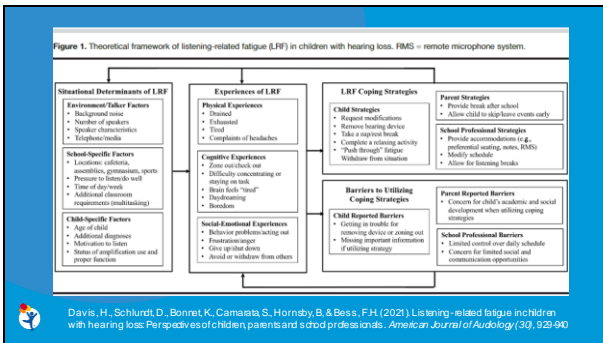 Figure 1. Theoretical framework of listening-related fatigue (LRF) in children with hearing loss. RMS = remote microphone system.
Situational Determinants of LRF
Environment/Talker Factors
• Background noise
• Number of speakers
• Speaker characteristics
• Telephone/media
School-Specific Factors
• Locations: cafeteria,
assemblies, gymnasium, sports
• Pressure to listen/do well
• Time of day/week
• Additional classroom
requirements (multitasking)
Child-Specific Factors
• Age of child
• Additional diagnoses
• Motivation to listen
• Status of amplification use and
proper function
Experiences of LRF
Physical Experiences
• Drained
• Exhausted
• Tired
• Complaints of headaches
Cognitive Experiences
• Zone out/check out
• Difficulty concentrating or
staying on task
• Brain feels "tired"
• Daydreaming
• Boredom
Social-Emotional Experiences
• Behavior problems/acting out
• Frustration/anger
• Give up/shut down
• Avoid or withdraw from others
LRF Coping Strategies
Child Strategies
• Request modifications
• Remove hearing device
• Take a nap/rest break
• Complete a relaxing activity
• "Push through" fatigue
Withdraw from situation
Parent Strategies
• Provide break after school
• Allow child to skip/leave events early
School Professional Strategies
• Provide accommodations (e.g.,
preferential seating, notes, RMS)
• Modify schedule
• Allow for listening breaks
Barriers to Utilizing
Coping Strategies
Child Reported Barriers
• Getting in trouble for
removing device or zoning out
• Missing important information
if utilizing strategy
Parent Reported Barriers
• Concern for child's academic and social
development when utilizing coping
strategies
School Professional Barriers
• Limited control over daily schedule
• Concern for limited social and
communication opportunities
Davis, H., Schlundt, D., Bonnet, K., Camarata, S., Hornsby, B, & Bess, F.H. (2021). Listening-related fatigue in children
with hearing loss: Perspectives of children, parents and school professionals. American Journal of Audiology (30), 929-940